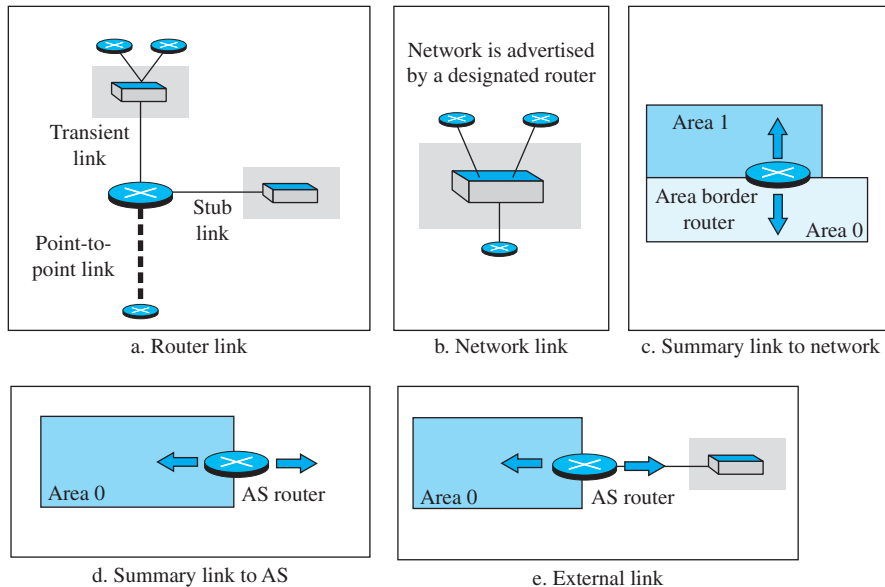 Transient
link
Stub
link
Point-to-
point link
a. Router link
Network is advertised
by a designated router
b. Network link
Area 1
Area border
router
Area 0
c. Summary link to network
Area 0
AS router
d. Summary link to AS
Area 0
AS router
e. External link